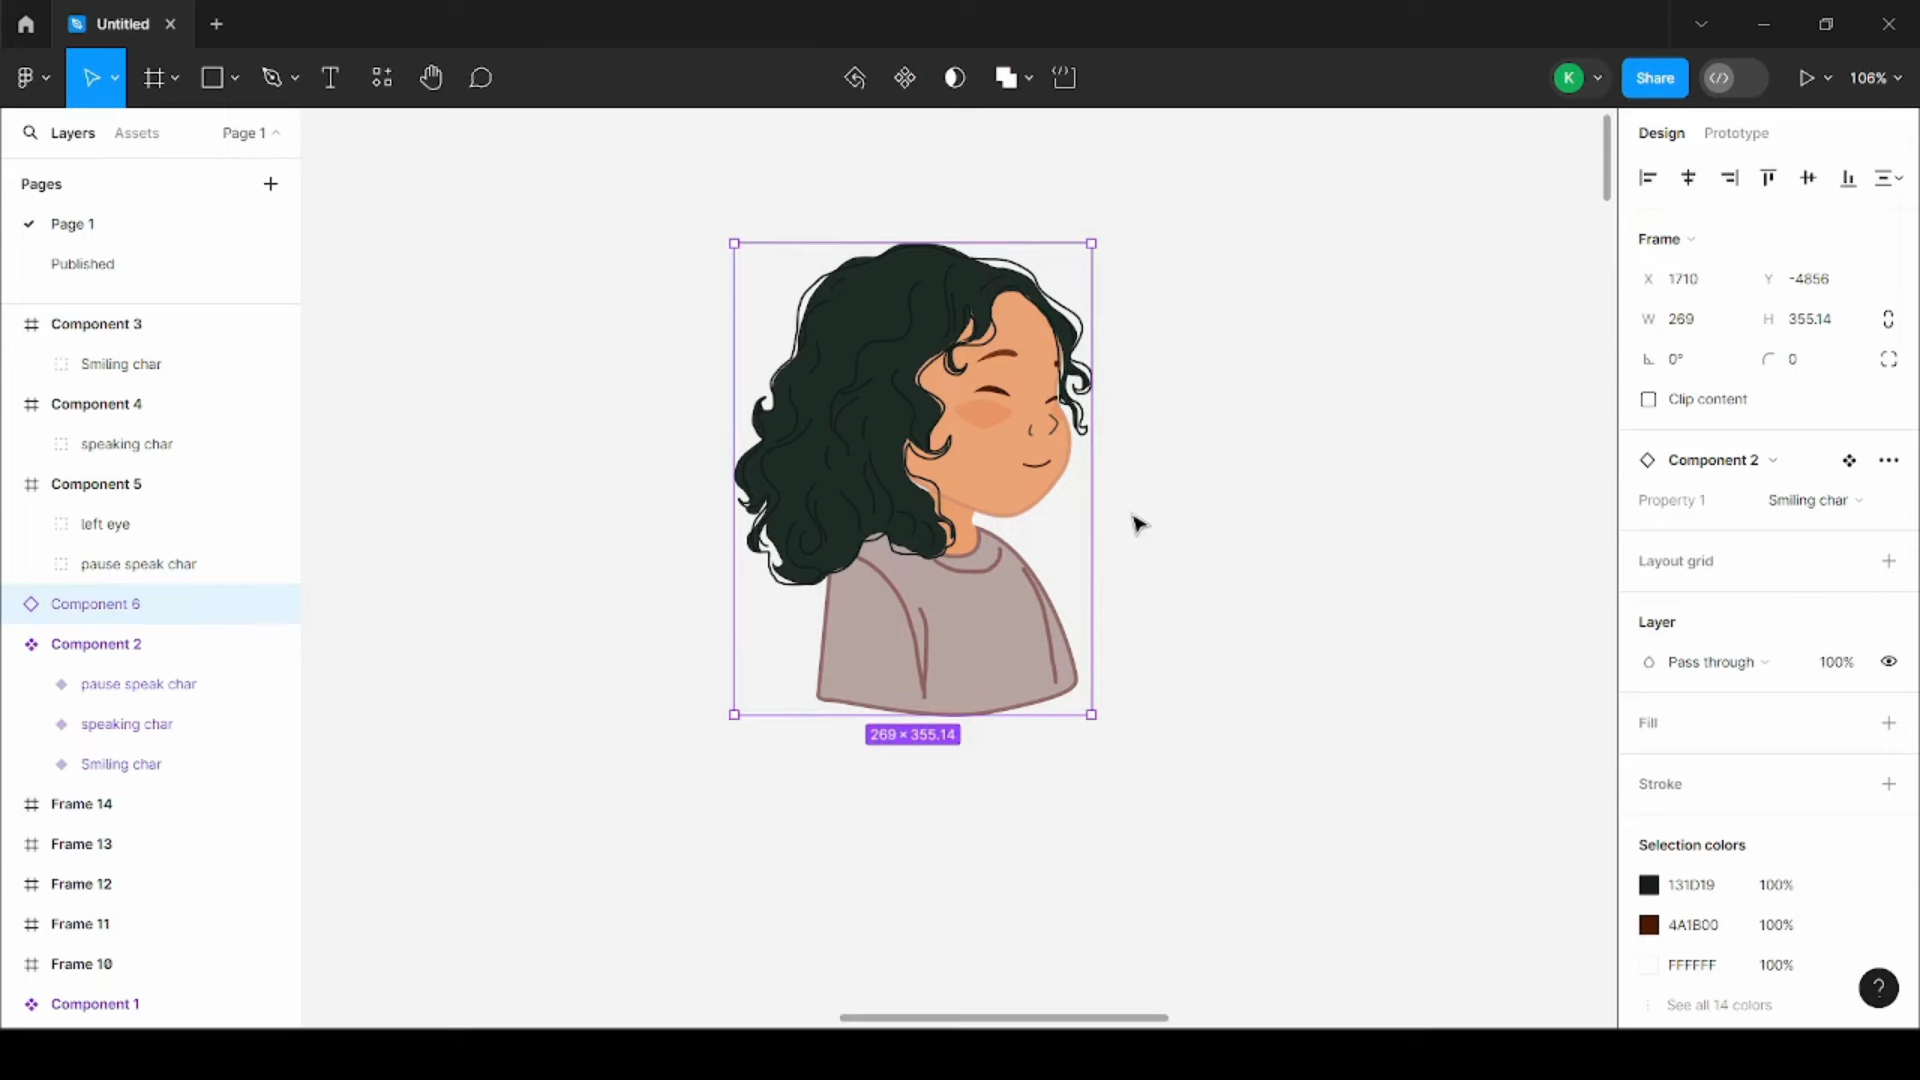 Untitled
K
Share
106%
Layers Assets Page 1
Pages
Page 1
Published
Component 3
Smiling char
Component 4
speaking char
Component 5
left eye
pause speak char
Component 6
Component 2
pause speak char
speaking char
Smiling char
Frame 14
Frame 13
Frame 12
Frame 11
Frame 10
Component 1
269 × 355.14
Design Prototype
Frame
X 1710 Y -4856
W 269 H 355.14
0° 0
Clip content
Component 2
Property 1 Smiling char
Layout grid
Layer
Pass through 100%
Fill
Stroke
Selection colors
131D19 100%
4A1B00 100%
FFFFFF 100%
See all 14 colors
?